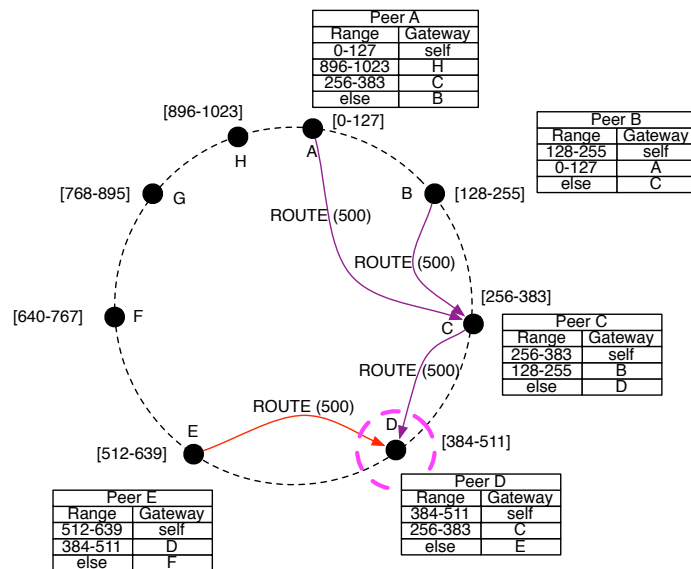 Peer A
Range Gateway
0-127 self
896-1023 H
256-383 C
else B
[896-1023]
[0-127]
H
A
Peer B
Range Gateway
128-255 self
0-127 A
else C
[768-895]
G
B
[128-255]
ROUTE (500)
ROUTE (500)
[256-383]
[640-767]
F
C
Peer C
Range Gateway
256-383 self
128-255 B
else D
ROUTE (500)
ROUTE (500)
E
D
[512-639]
[384-511]
Peer E
Range Gateway
512-639 self
384-511 D
else F
Peer D
Range Gateway
384-511 self
256-383 C
else E